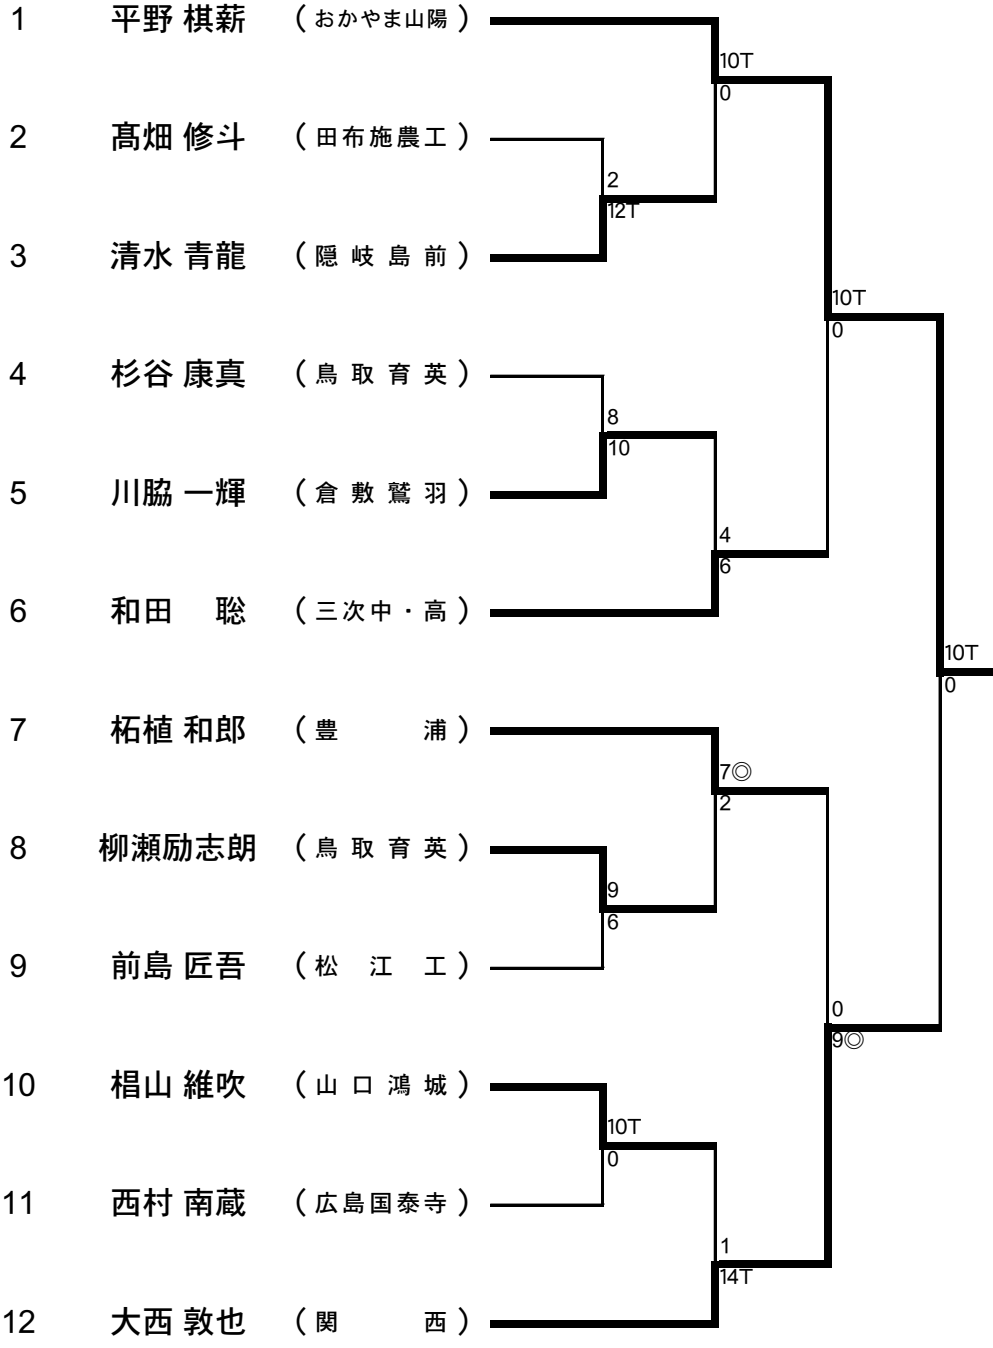 1 平野 棋薪 (おかやま山陽)
10T
0
2 髙畑 修斗 (田布施農工)
2
12T
3 清水 青龍 (隠岐島前)
10T
0
4 杉谷 康真 (鳥取育英)
8
10
5 川脇 一輝 (倉敷鷲羽)
4
6
6 和田 聡 (三次中・高)
10T
0
7 柘植 和郎 (豊浦)
7◎
2
8 柳瀬励志朗 (鳥取育英)
9
6
9 前島 匠吾 (松江工)
0
9◎
10 椙山 維吹 (山口鴻城)
10T
0
11 西村 南蔵 (広島国泰寺)
1
14T
12 大西 敦也 (関西)